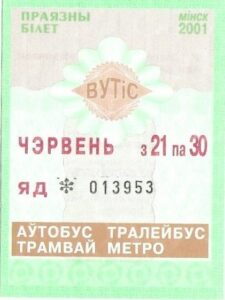 ПРАЯЗНЫ МІНСК
БІЛЕТ 2001
ВУТІС
ЧЭРВЕНЬ з 21 па 30
ЯД 013953
АЎТОБУС ТРАЛЕЙБУС
ТРАМВАЙ МЕТРО